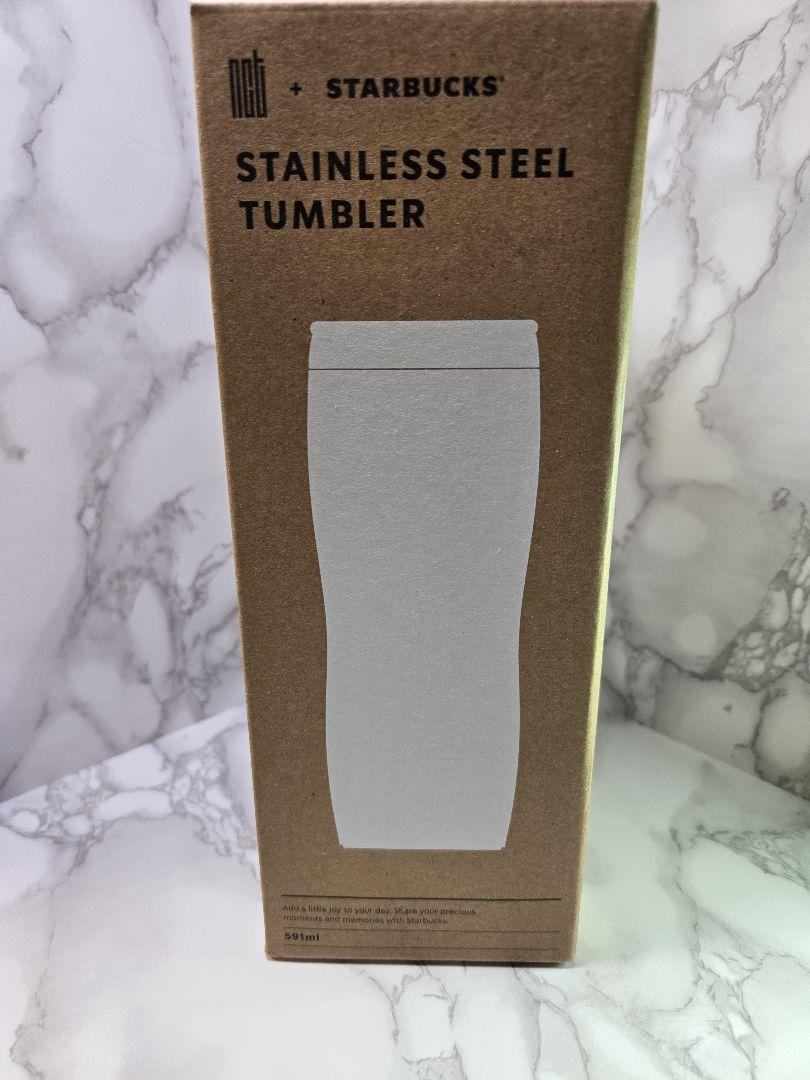 nct + STARBUCKS®
STAINLESS STEEL
TUMBLER
Add a little joy to your day. Share your precious
moments and memories with Starbucks.
591ml